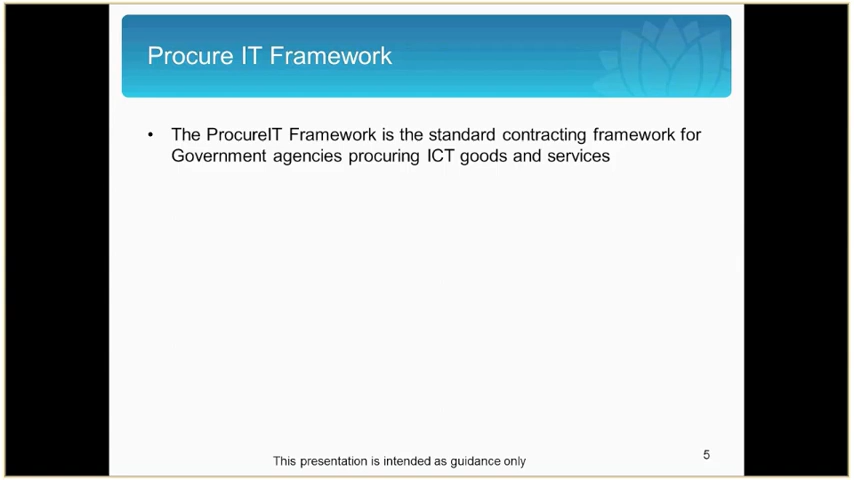 Procure IT Framework
• The ProcureIT Framework is the standard contracting framework for
Government agencies procuring ICT goods and services
This presentation is intended as guidance only
5